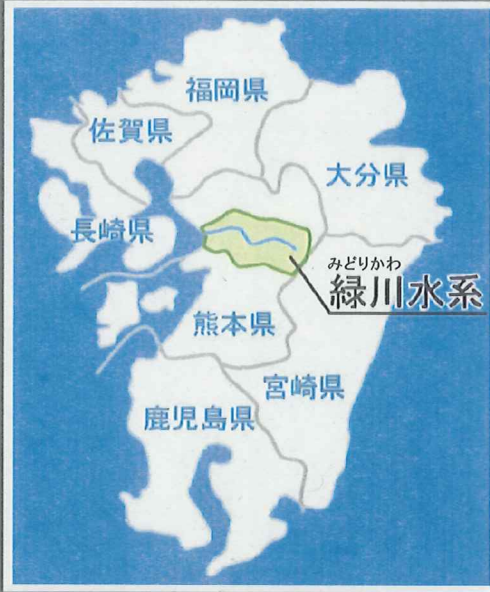 福岡県
佐賀県
大分県
長崎県
みどりかわ
緑川水系
熊本県
宮崎県
鹿児島県